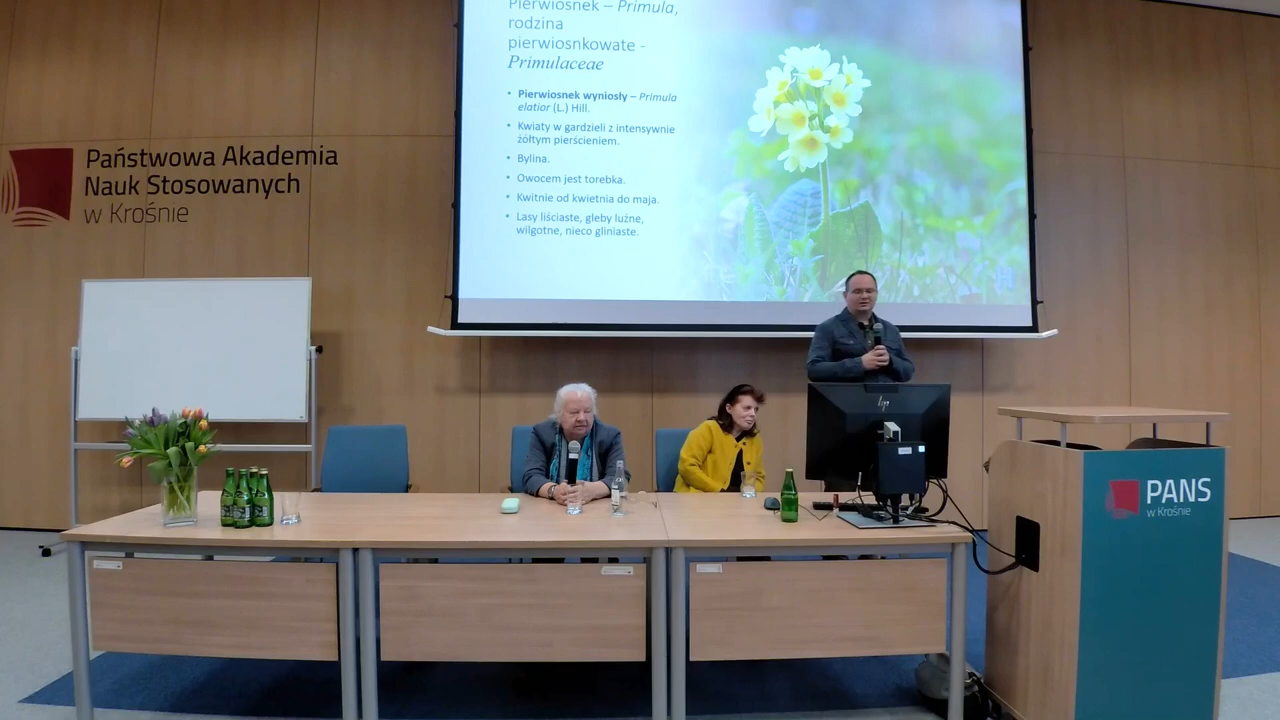 Pierwiosnek – Primula,
rodzina
pierwiosnkowate -
Primulaceae
• Pierwiosnek wyniosły – Primula
elatior (L.) Hill.
• Kwiaty w gardzieli z intensywnie
żółtym pierścieniem.
• Bylina.
• Owocem jest torebka.
• Kwitnie od kwietnia do maja.
• Lasy liściaste, gleby luźne,
wilgotne, nieco gliniaste.
Państwowa Akademia
Nauk Stosowanych
w Krośnie
hp
PANS
w Krośnie